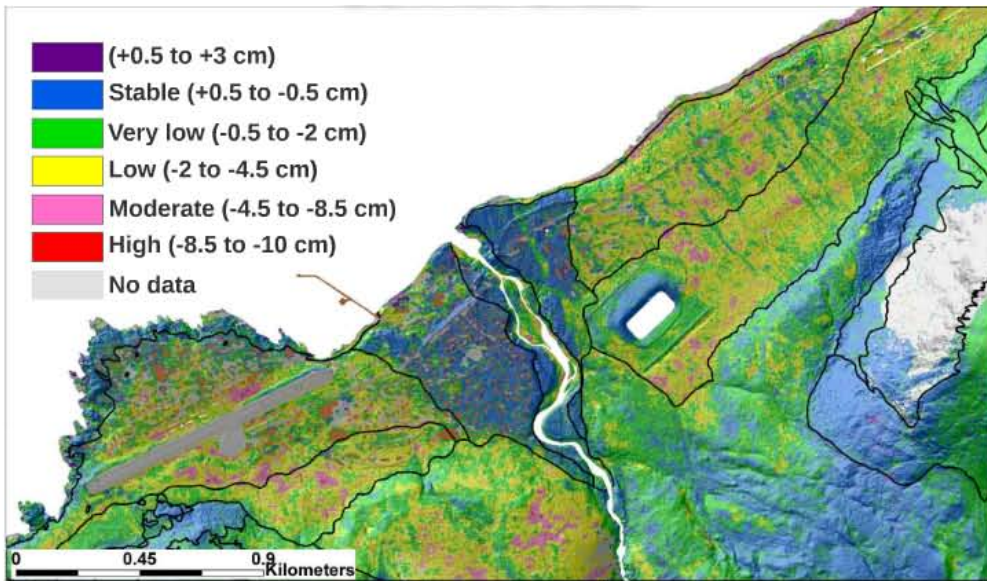 (+0.5 to +3 cm)
Stable (+0.5 to -0.5 cm)
Very low (-0.5 to -2 cm)
Low (-2 to -4.5 cm)
Moderate (-4.5 to -8.5 cm)
High (-8.5 to -10 cm)
No data
0 0.45 0.9
Kilometers